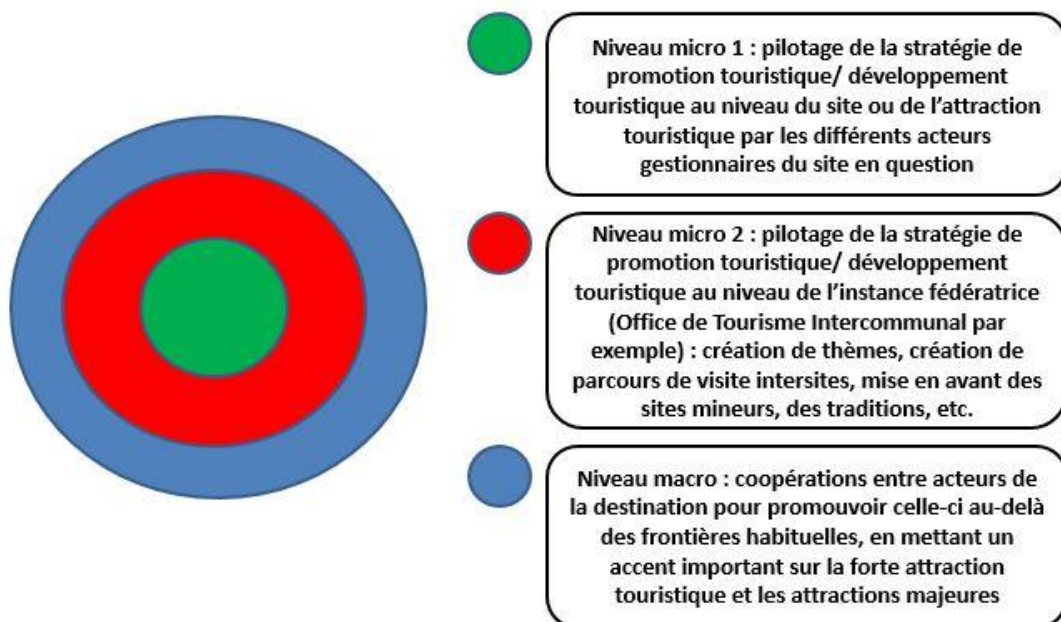 Niveau micro 1 : pilotage de la stratégie de
promotion touristique/ développement
touristique au niveau du site ou de l’attraction
touristique par les différents acteurs
gestionnaires du site en question
Niveau micro 2 : pilotage de la stratégie de
promotion touristique/ développement
touristique au niveau de l’instance fédératrice
(Office de Tourisme Intercommunal par
exemple) : création de thèmes, création de
parcours de visite intersites, mise en avant des
sites mineurs, des traditions, etc.
Niveau macro : coopérations entre acteurs de
la destination pour promouvoir celle-ci au-delà
des frontières habituelles, en mettant un
accent important sur la forte attraction
touristique et les attractions majeures